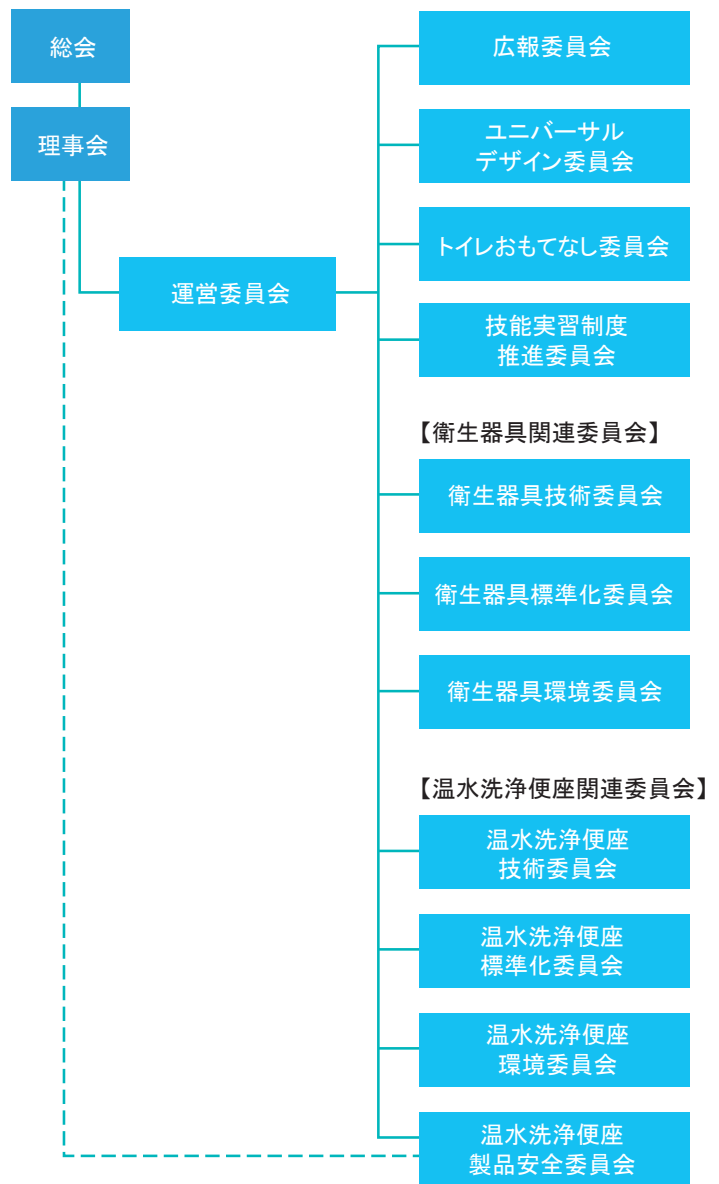 総会
理事会
運営委員会
広報委員会
ユニバーサル
デザイン委員会
トイレおもてなし委員会
技能実習制度
推進委員会
【衛生器具関連委員会】
衛生器具技術委員会
衛生器具標準化委員会
衛生器具環境委員会
【温水洗浄便座関連委員会】
温水洗浄便座
技術委員会
温水洗浄便座
標準化委員会
温水洗浄便座
環境委員会
温水洗浄便座
製品安全委員会